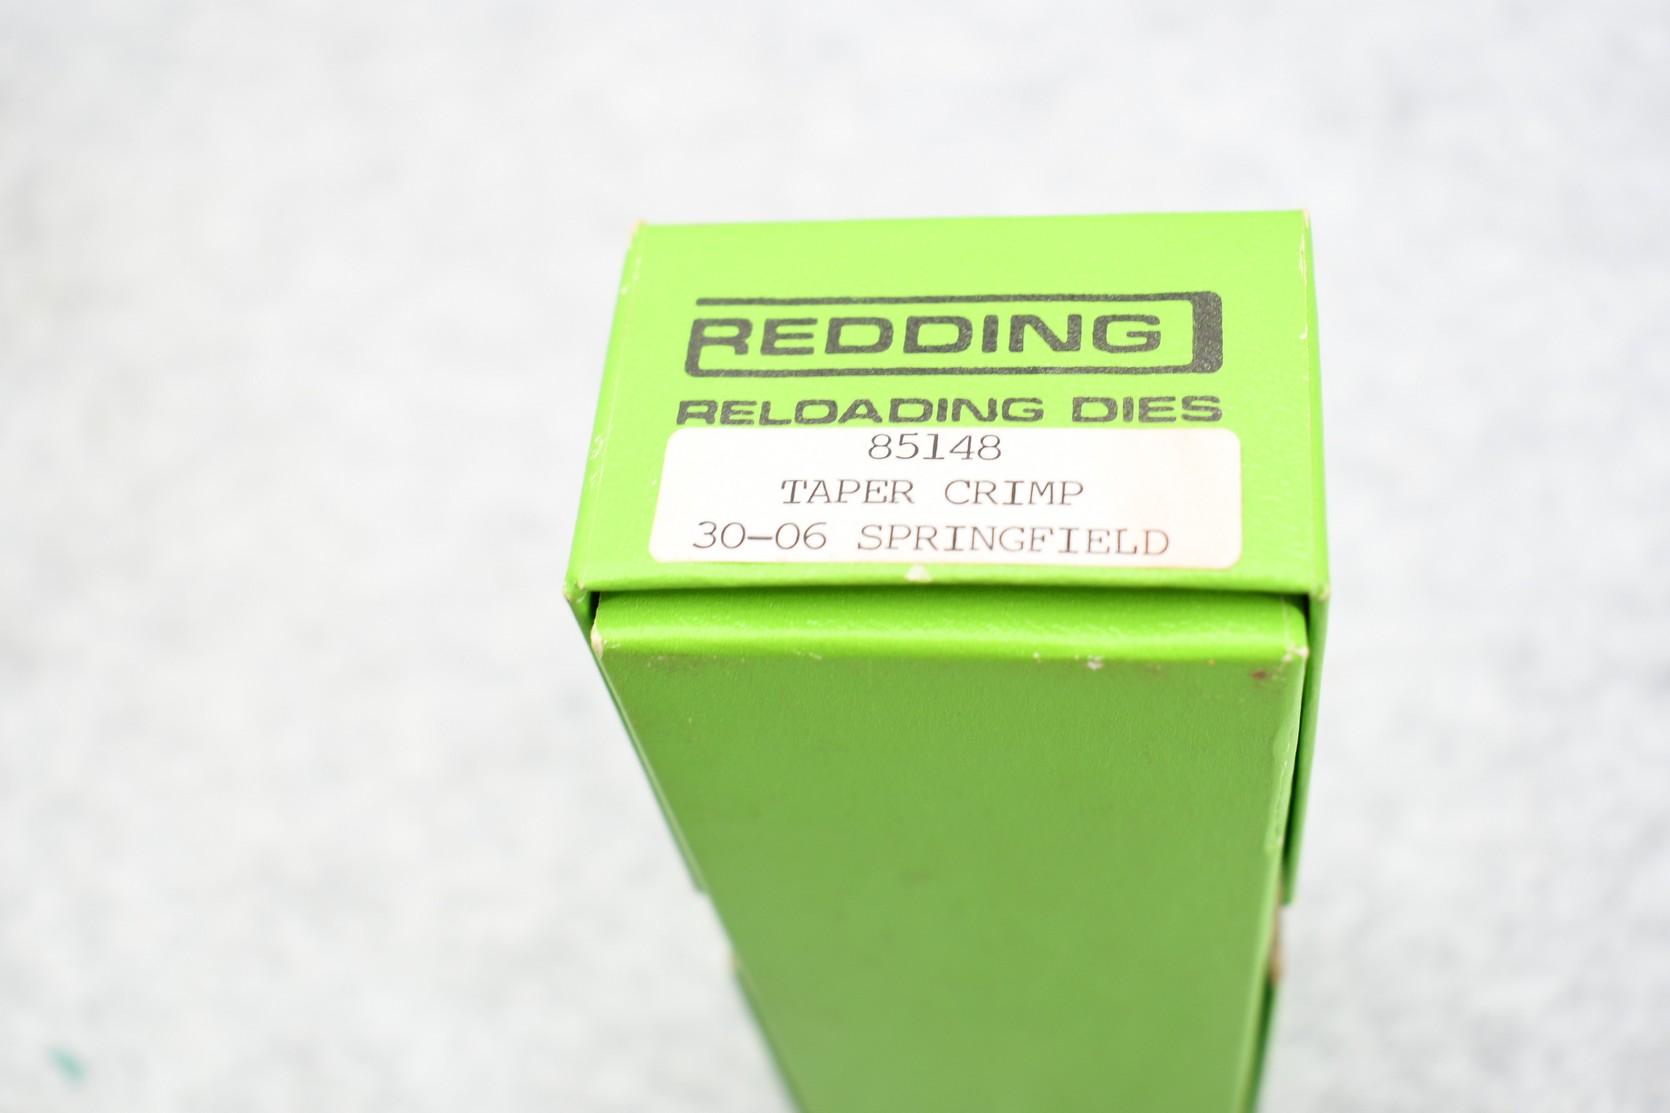 REDDING
RELOADING DIES
85148
TAPER CRIMP
30-06 SPRINGFIELD